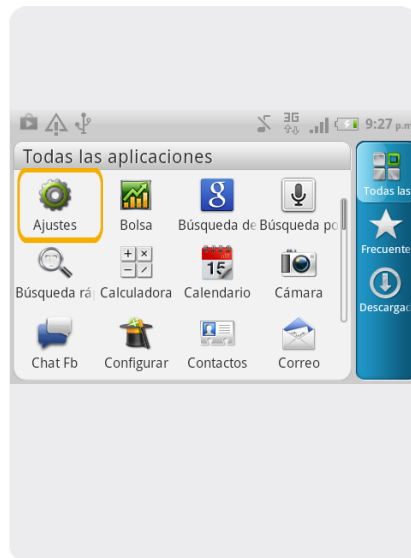 3G 9:27 p.m
Todas las aplicaciones
Todas las
Ajustes Bolsa Búsqueda de Búsqueda po
Frecuente
Búsqueda rá Calculadora Calendario Cámara
Descargad
Chat Fb Configurar Contactos Correo